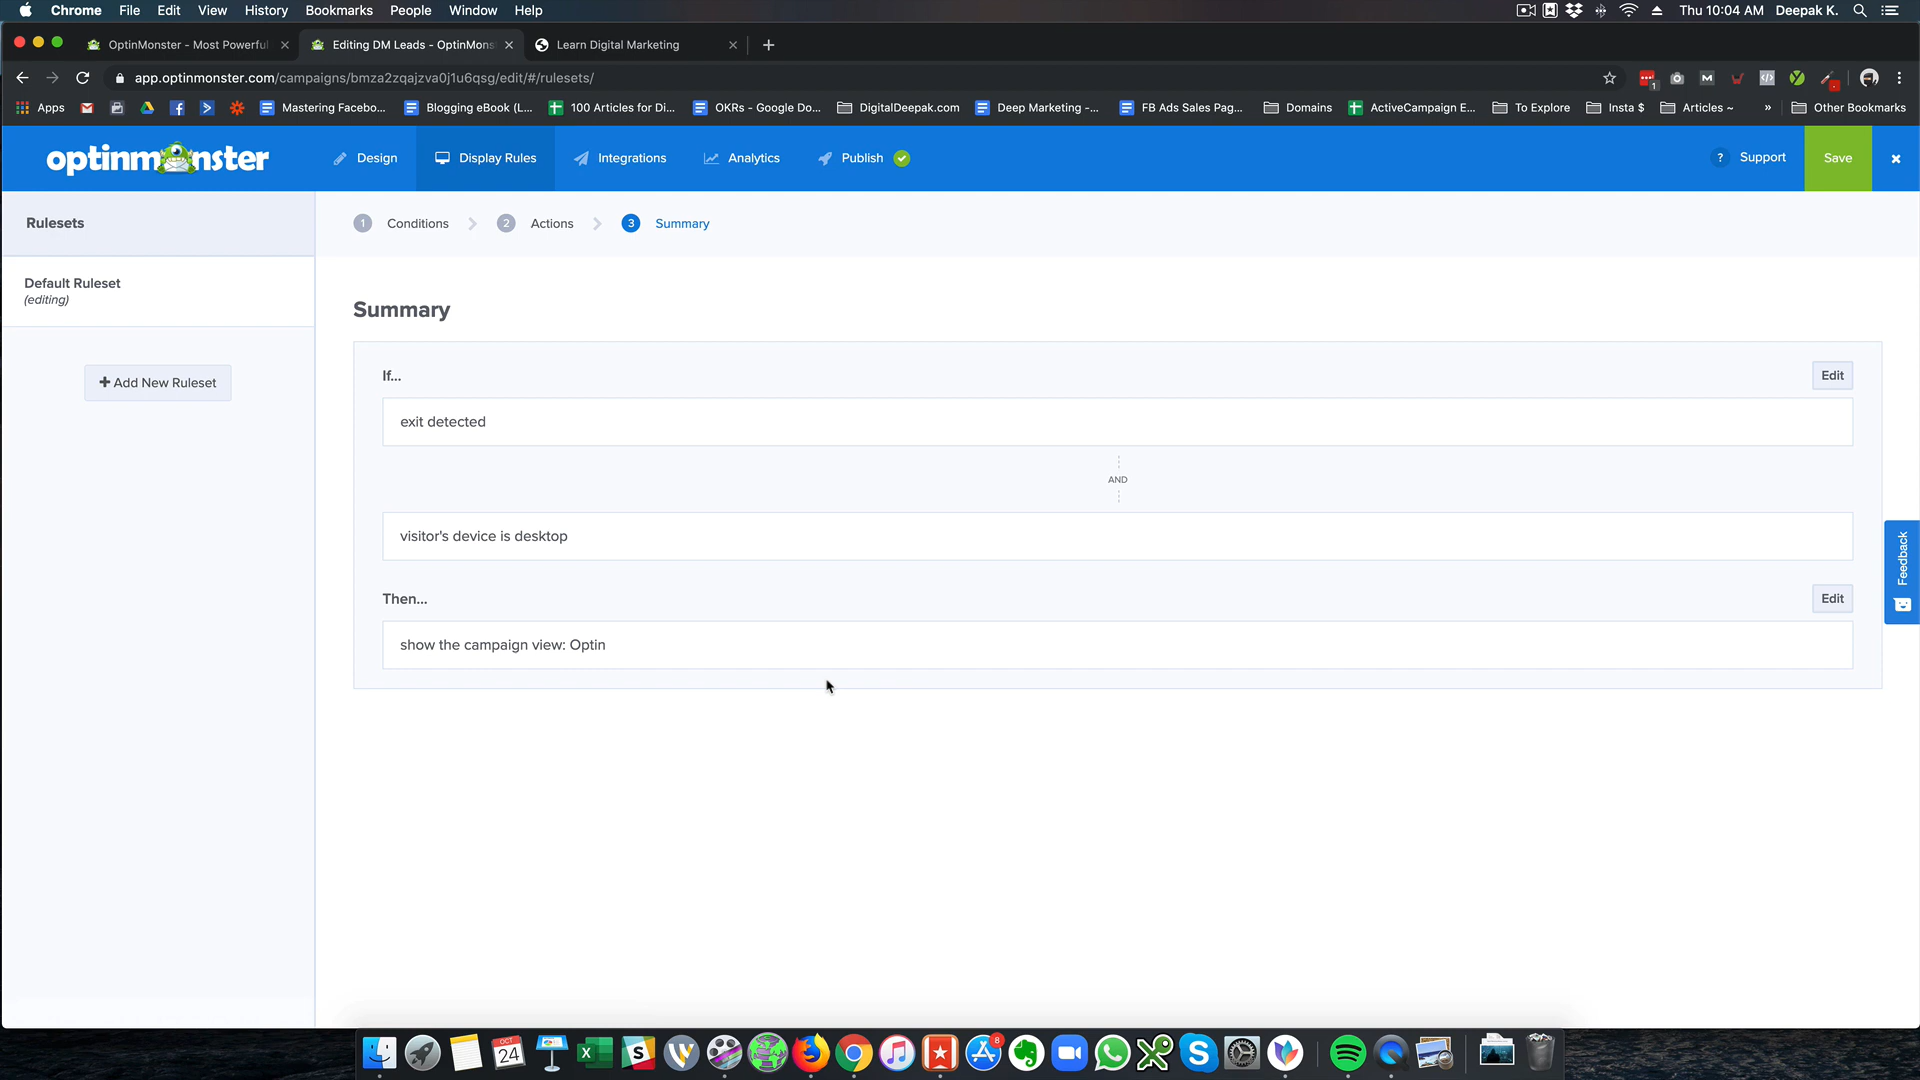 Chrome File Edit View History Bookmarks People Window Help Thu 10:04 AM Deepak K.
OptinMonster - Most Powerful Editing DM Leads - OptinMons Learn Digital Marketing
app.optinmonster.com/campaigns/bmza2zqajzva0j1u6qsg/edit/#/rulesets/
Apps Mastering Facebo... Blogging eBook (L... 100 Articles for Di... OKRs - Google Do... DigitalDeepak.com Deep Marketing -... FB Ads Sales Pag... Domains ActiveCampaign E... To Explore Insta $ Articles ~ » Other Bookmarks
optinmonster Design Display Rules Integrations Analytics Publish ? Support Save
Rulesets
1 Conditions 2 Actions 3 Summary
Default Ruleset
(editing)
+ Add New Ruleset
Summary
If... Edit
exit detected
AND
visitor's device is desktop
Then... Edit
show the campaign view: Optin
Feedback
OCT
24
8